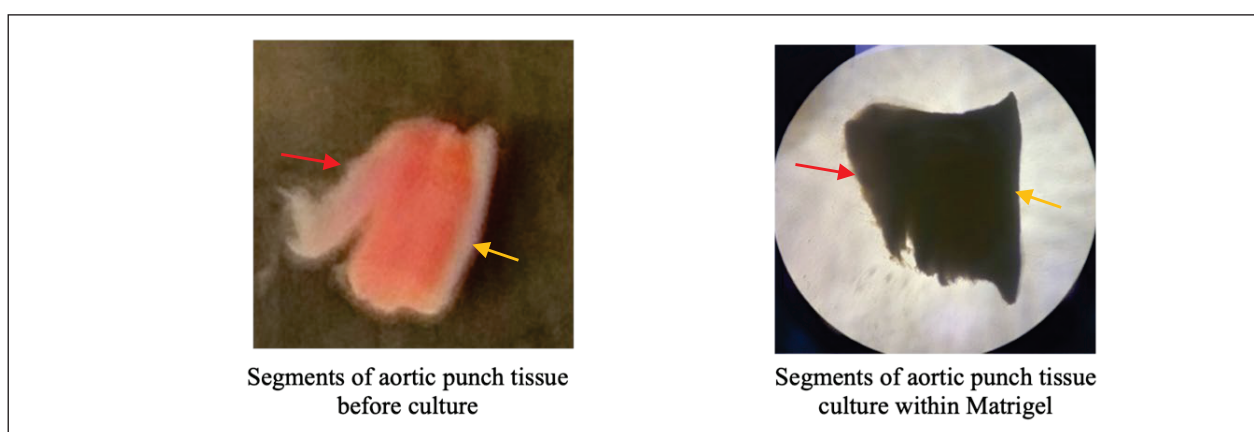 Segments of aortic punch tissue
before culture
Segments of aortic punch tissue
culture within Matrigel